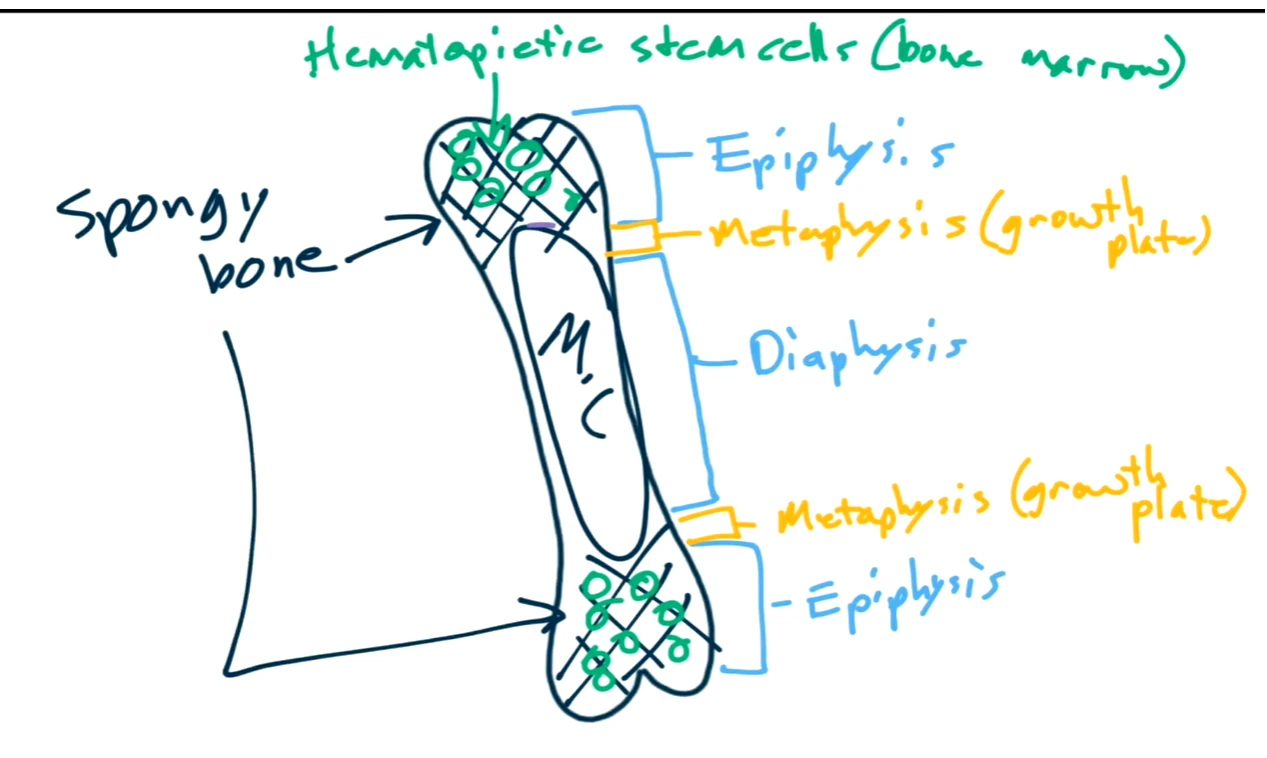 Hematopietic stem cells (bone marrow)
Epiphysis
Spongy
bone
Metaphysis (growth
plate)
M.C
Diaphysis
Metaphysis (growth
plate)
Epiphysis